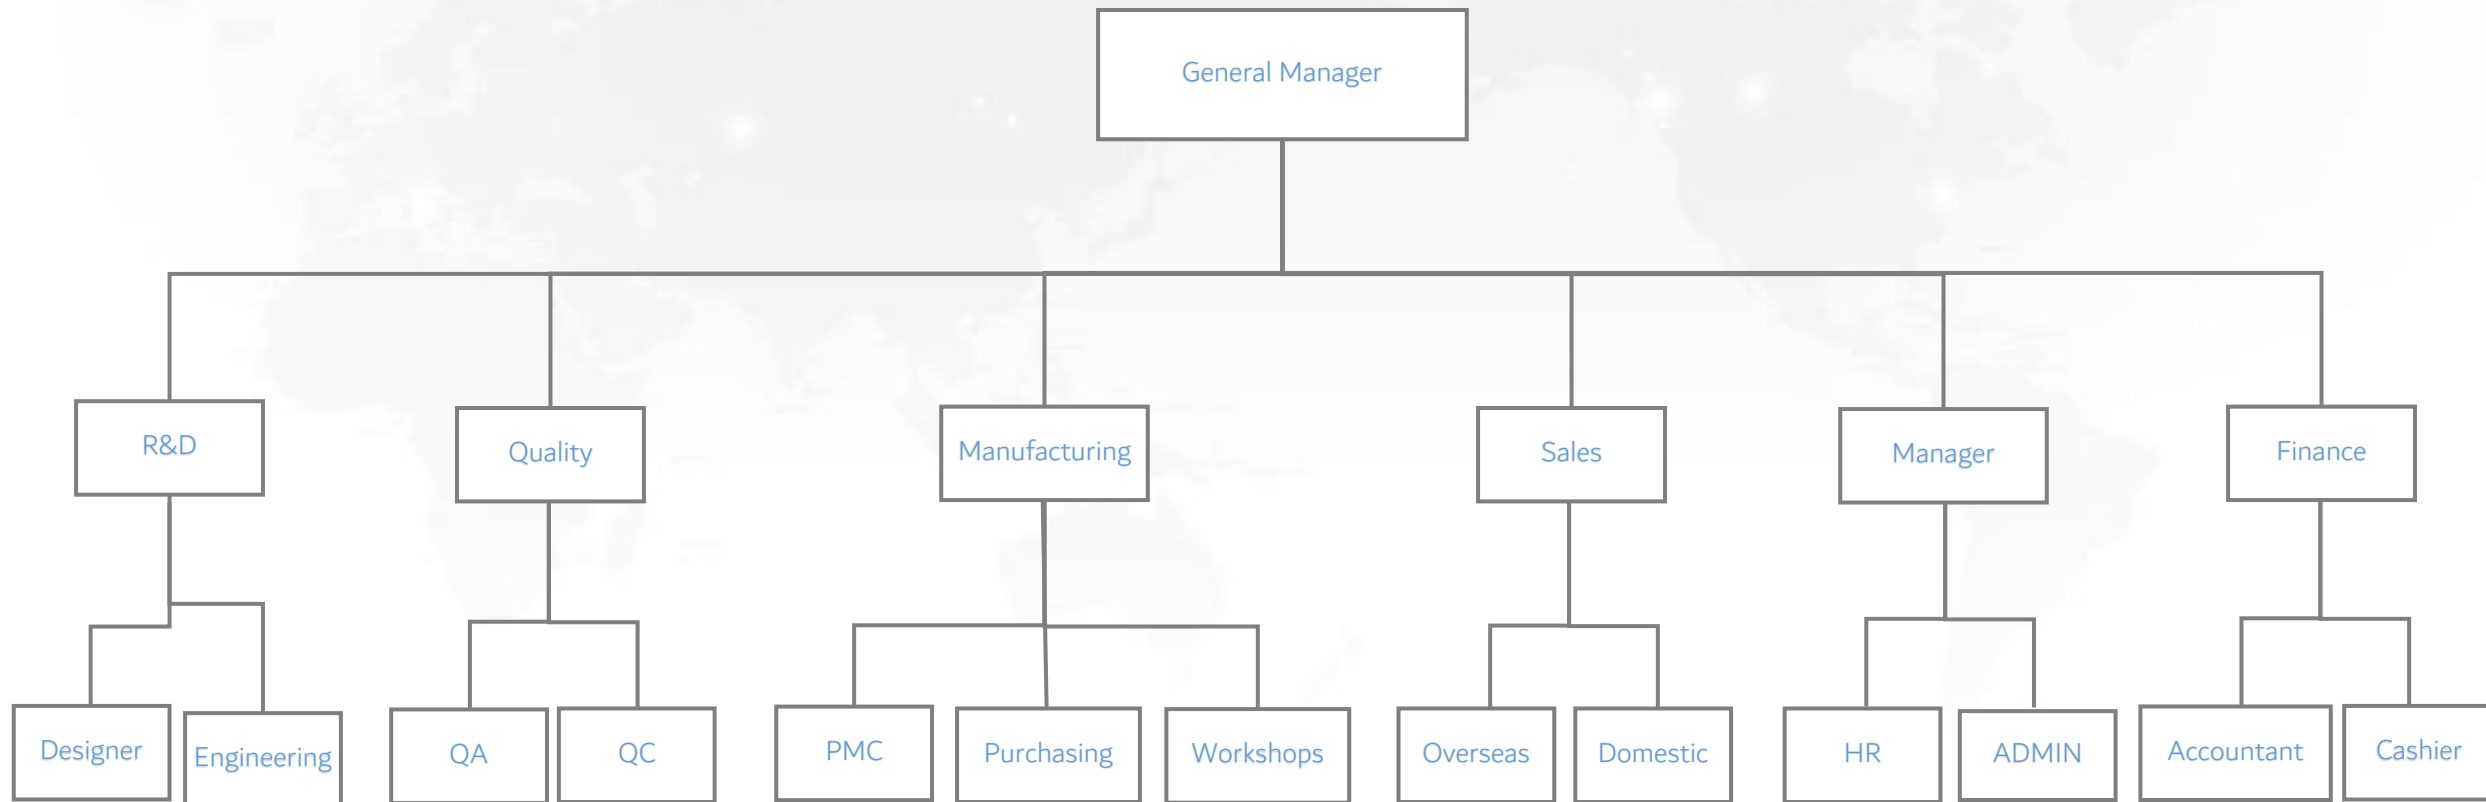 General Manager
R&D
Quality
Manufacturing
Sales
Manager
Finance
Designer
Engineering
QA
QC
PMC
Purchasing
Workshops
Overseas
Domestic
HR
ADMIN
Accountant
Cashier